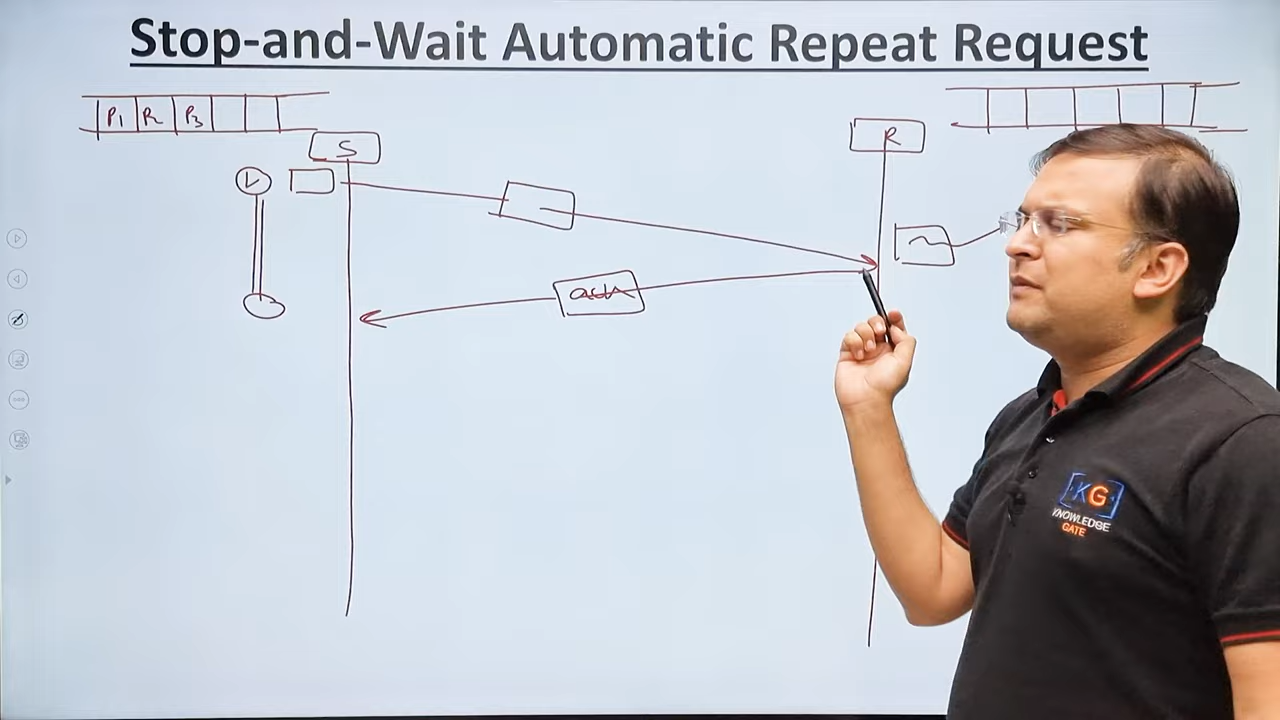 Stop-and-Wait Automatic Repeat Request
P1 P2 P3
S
R
ack
KG
KNOWLEDGE
GATE